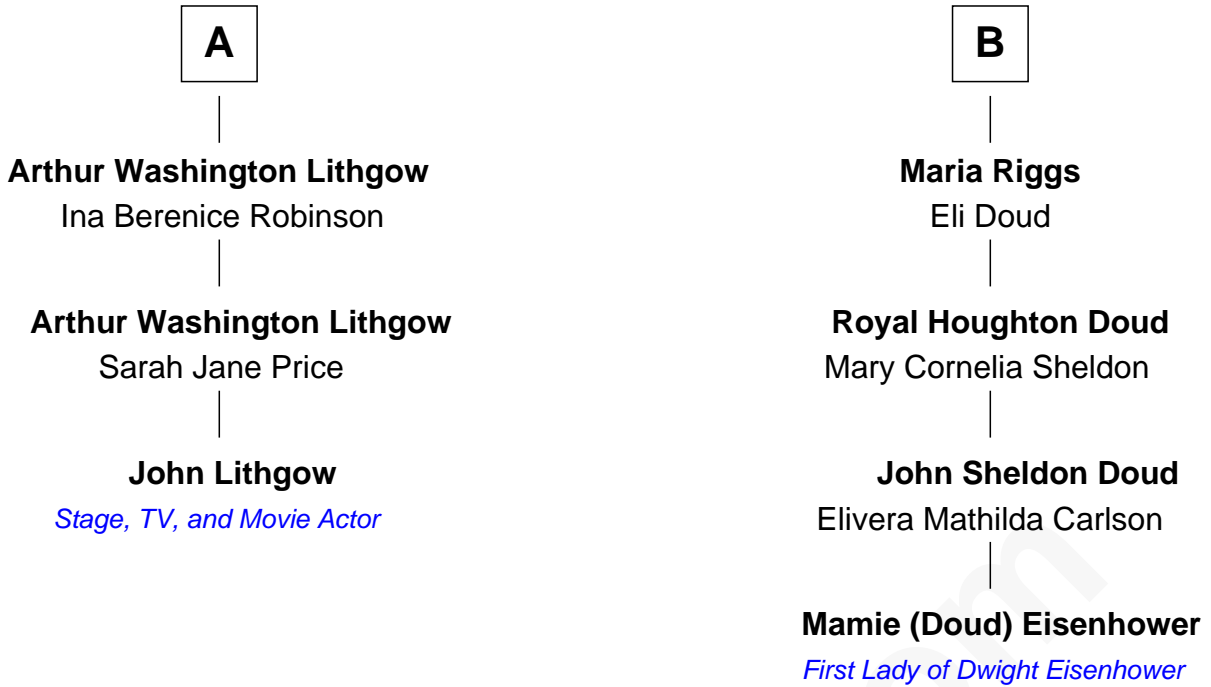 A
Arthur Washington Lithgow
Ina Berenice Robinson
Arthur Washington Lithgow
Sarah Jane Price
John Lithgow
Stage, TV, and Movie Actor
B
Maria Riggs
Eli Doud
Royal Houghton Doud
Mary Cornelia Sheldon
John Sheldon Doud
Elivera Mathilda Carlson
Mamie (Doud) Eisenhower
First Lady of Dwight Eisenhower